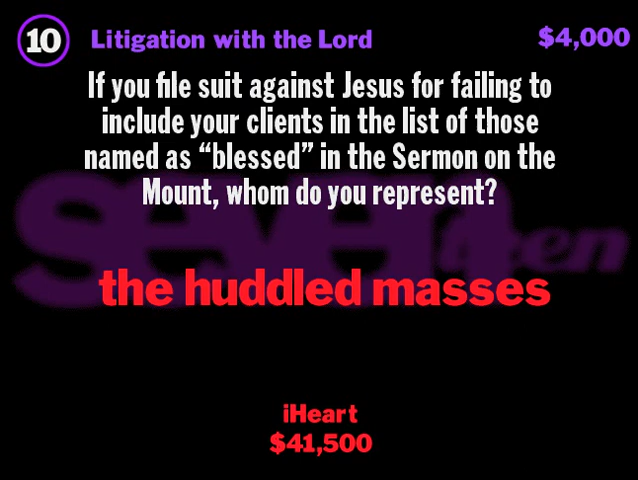 10 Litigation with the Lord $4,000
If you file suit against Jesus for failing to
include your clients in the list of those
named as “blessed” in the Sermon on the
Mount, whom do you represent?
seventeen
the huddled masses
iHeart
$41,500